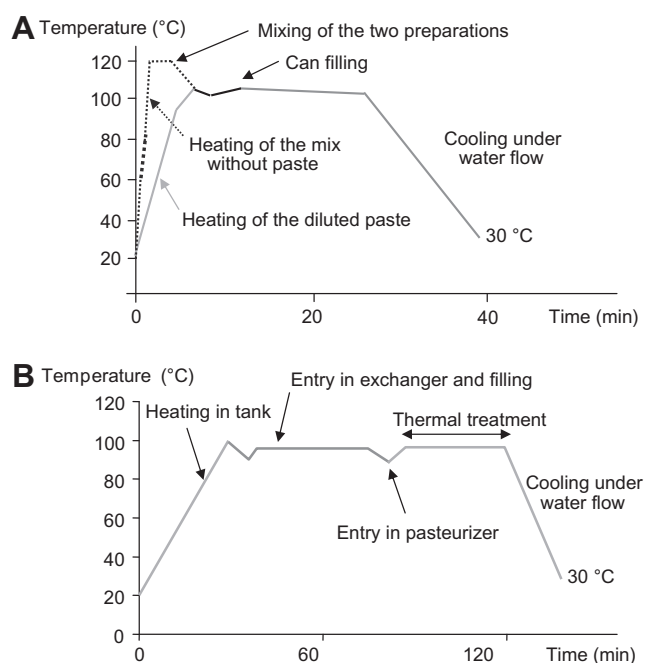 A Temperature (°C)
Mixing of the two preparations
120
Can filling
100
80
Heating of the mix
without paste
Cooling under
water flow
60
40
Heating of the diluted paste
30 °C
20
0
20
40
Time (min)
B Temperature (°C)
Entry in exchanger and filling
120
Heating in tank
Thermal treatment
100
80
Cooling under
water flow
60
Entry in pasteurizer
40
30 °C
20
0
0
60
120
Time (min)